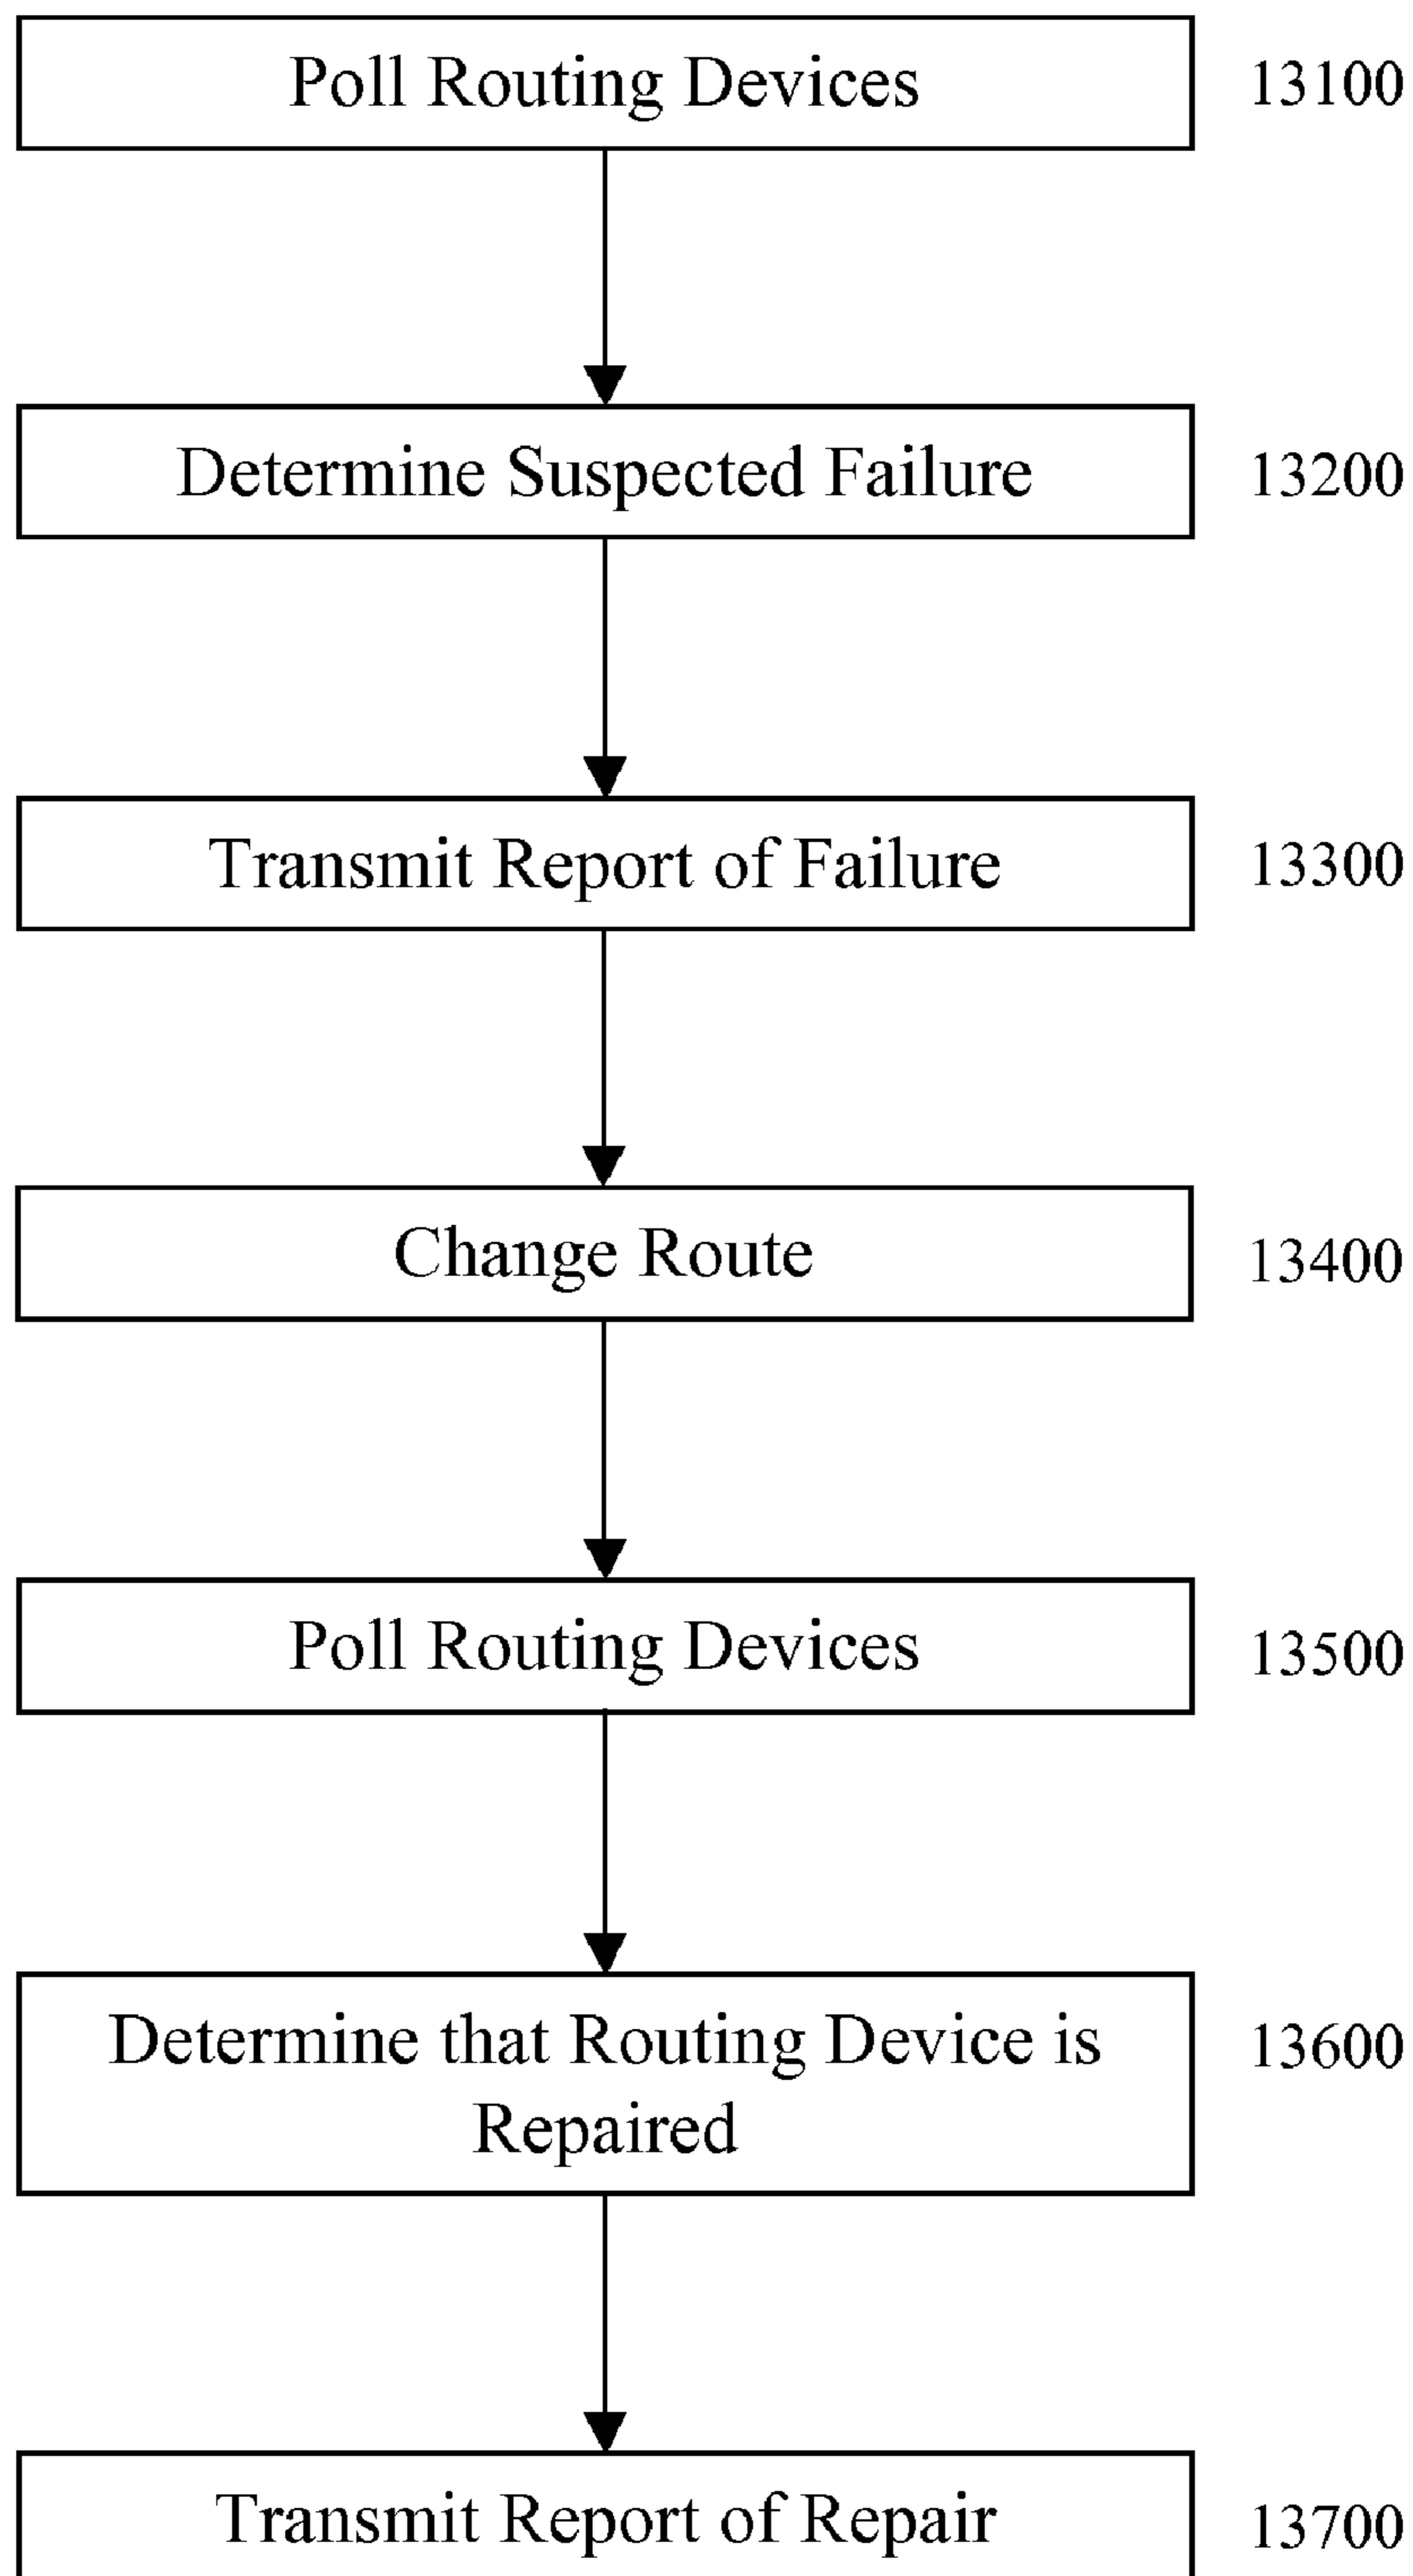 Poll Routing Devices 13100
Determine Suspected Failure 13200
Transmit Report of Failure 13300
Change Route 13400
Poll Routing Devices 13500
Determine that Routing Device is 13600
Repaired
Transmit Report of Repair 13700